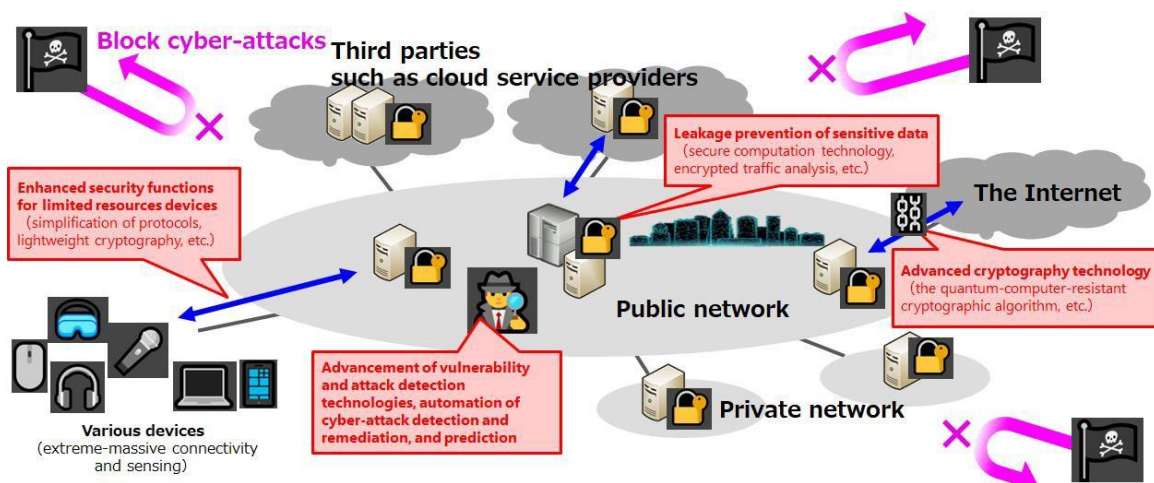 Block cyber-attacks
Third parties
such as cloud service providers
Leakage prevention of sensitive data
（secure computation technology,
encrypted traffic analysis, etc.）
Enhanced security functions
for limited resources devices
（simplification of protocols,
lightweight cryptography, etc.）
The Internet
Advanced cryptography technology
（the quantum-computer-resistant
cryptographic algorithm, etc.）
Public network
Advancement of vulnerability
and attack detection
technologies, automation of
cyber-attack detection and
remediation, and prediction
Private network
Various devices
(extreme-massive connectivity
and sensing)